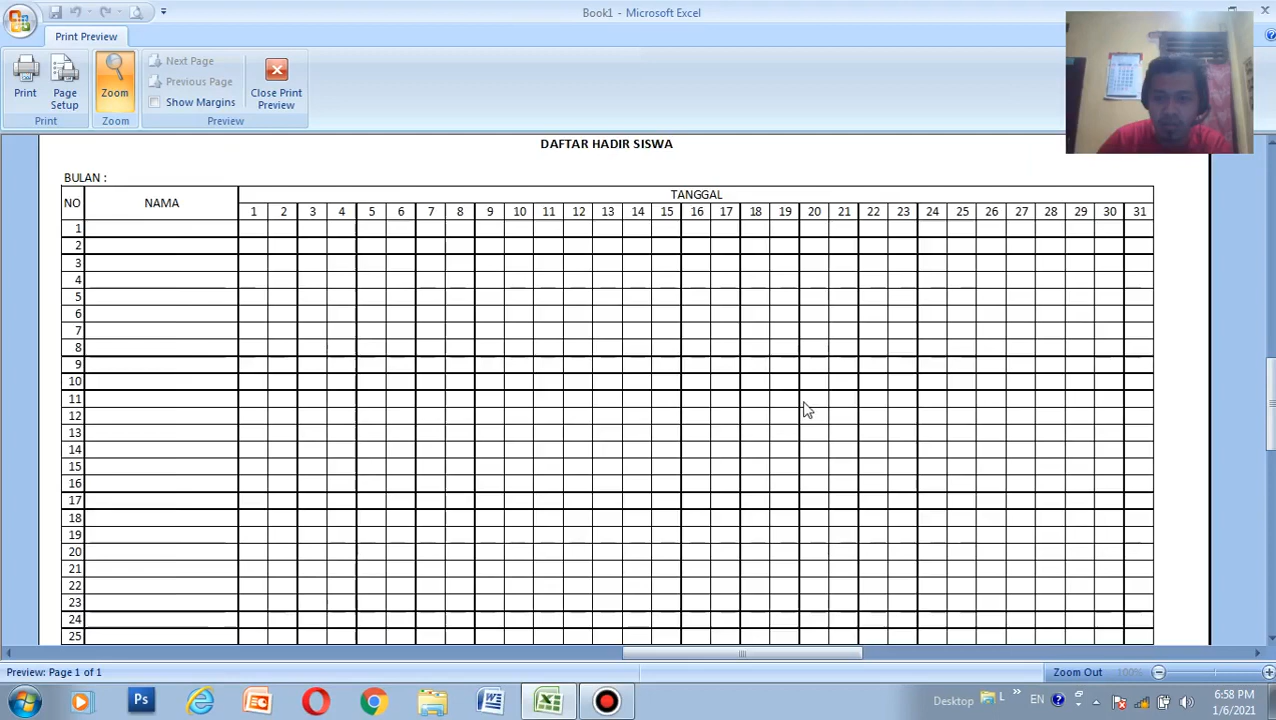 Book1 - Microsoft Excel
Print Preview
Print
Page Setup
Zoom
Next Page
Previous Page
Show Margins
Close Print Preview
Print
Zoom
Preview
DAFTAR HADIR SISWA
BULAN :
NO NAMA TANGGAL
1 2 3 4 5 6 7 8 9 10 11 12 13 14 15 16 17 18 19 20 21 22 23 24 25 26 27 28 29 30 31
1
2
3
4
5
6
7
8
9
10
11
12
13
14
15
16
17
18
19
20
21
22
23
24
25
Preview: Page 1 of 1
Zoom Out 100%
Ps
Desktop L » EN
6:58 PM
1/6/2021